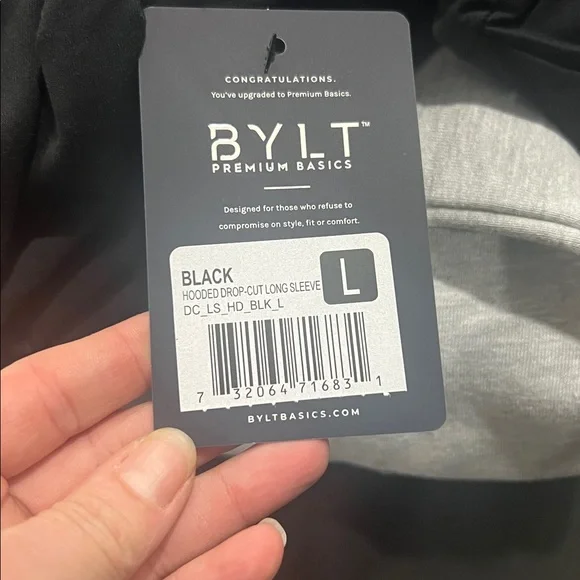 CONGRATULATIONS.
You've upgraded to Premium Basics.
BYLT™
PREMIUM BASICS
Designed for those who refuse to
compromise on style, fit or comfort.
BLACK
HOODED DROP-CUT LONG SLEEVE
DC_LS_HD_BLK_L
L
7 32064 71683 1
BYLTBASICS.COM